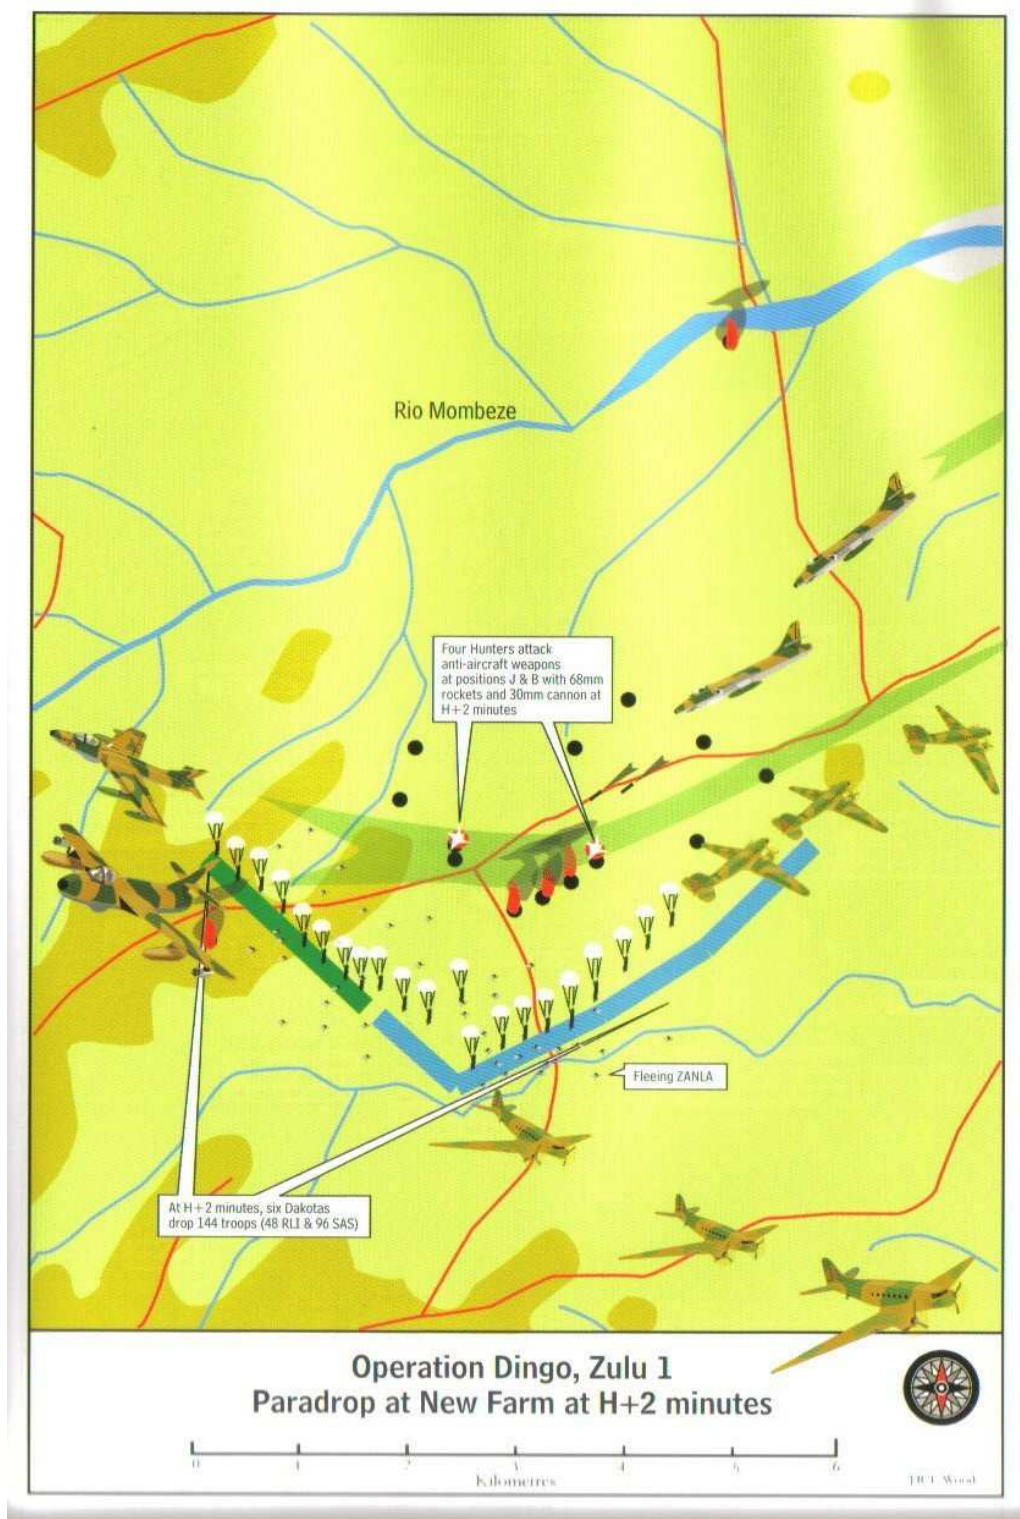 Rio Mombeze
Four Hunters attack
anti-aircraft weapons
at positions J & B with 68mm
rockets and 30mm cannon at
H+2 minutes
Fleeing ZANLA
At H+2 minutes, six Dakotas
drop 144 troops (48 RLI & 96 SAS)
Operation Dingo, Zulu 1
Paradrop at New Farm at H+2 minutes
0 1 2 3 4 5 6
Kilometres
Wood